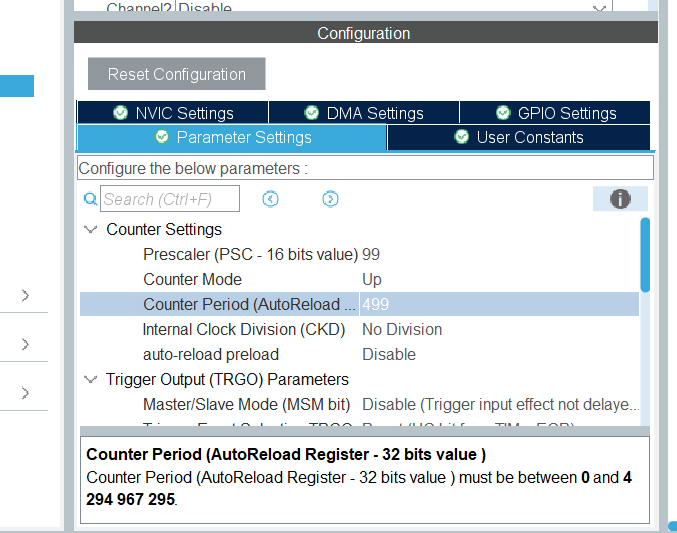 Channel2 Disable
Configuration
Reset Configuration
NVIC Settings DMA Settings GPIO Settings
Parameter Settings User Constants
Configure the below parameters :
Search (Ctrl+F)
Counter Settings
Prescaler (PSC - 16 bits value) 99
Counter Mode Up
Counter Period (AutoReload ... 499
Internal Clock Division (CKD) No Division
auto-reload preload Disable
Trigger Output (TRGO) Parameters
Master/Slave Mode (MSM bit) Disable (Trigger input effect not delaye...
Counter Period (AutoReload Register - 32 bits value )
Counter Period (AutoReload Register - 32 bits value ) must be between 0 and 4
294 967 295.